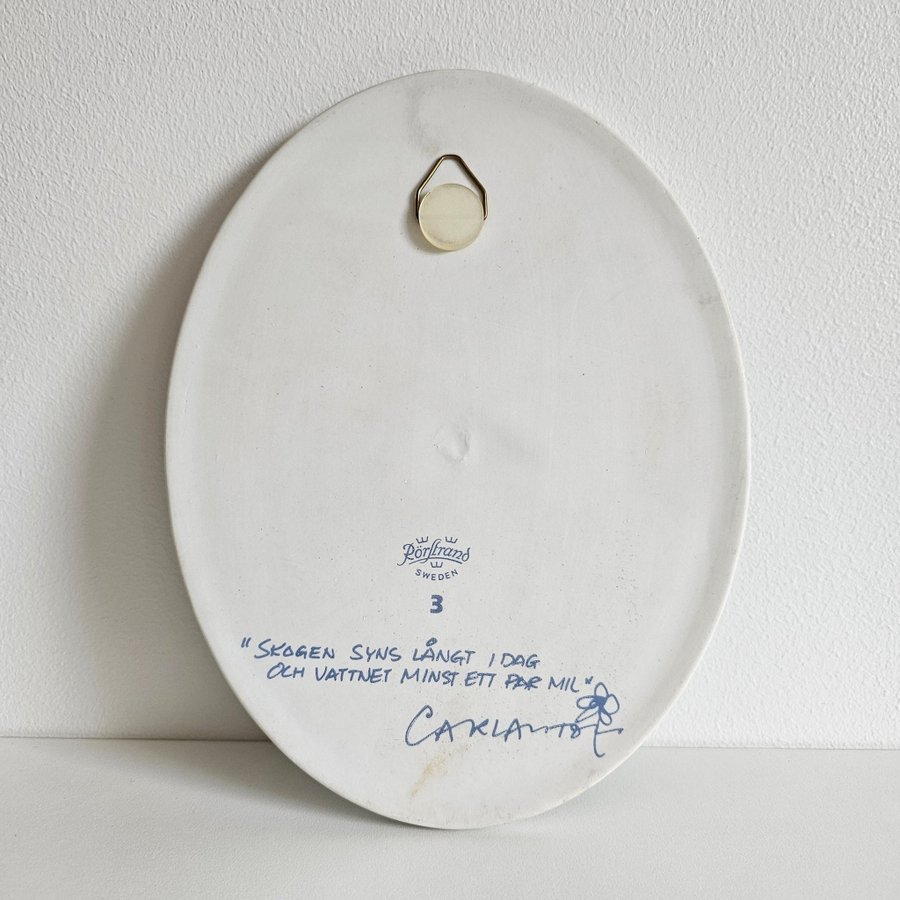 Rörstrand
SWEDEN
3
"SKOGEN SYNS LÅNGT I DAG
OCH VATTNET MINST ETT PAR MIL"